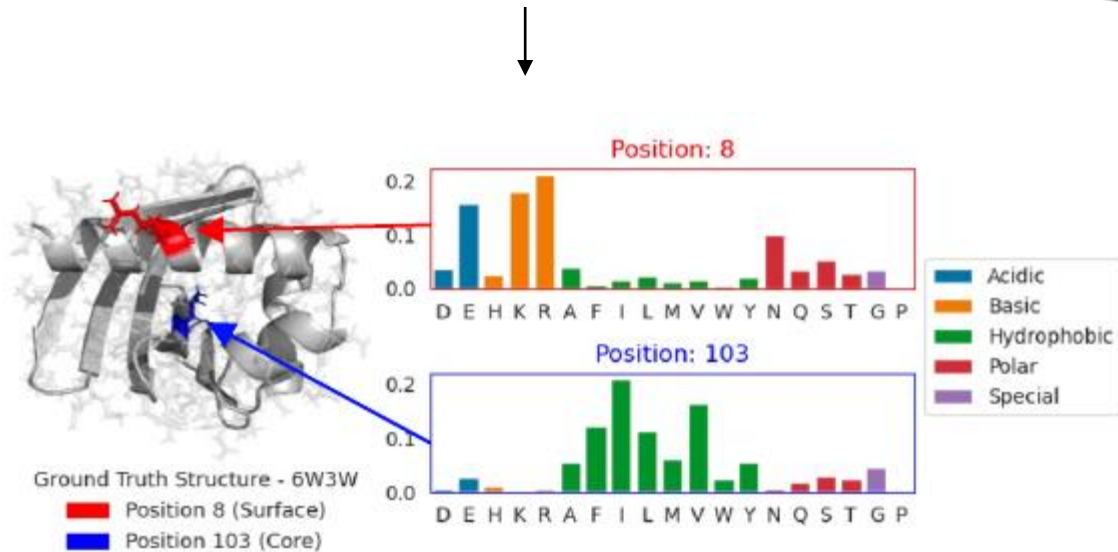 Position: 8
0.2
0.1
0.0
D E H K R A F I L M V W Y N Q S T G P
Position: 103
0.2
0.1
0.0
D E H K R A F I L M V W Y N Q S T G P
Acidic
Basic
Hydrophobic
Polar
Special
Ground Truth Structure - 6W3W
Position 8 (Surface)
Position 103 (Core)